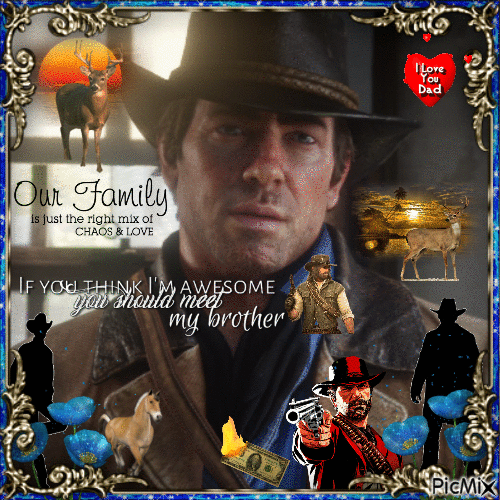 I Love
You
Dad
Our Family
is just the right mix of
CHAOS & LOVE
If you think I'm awesome
you should meet
my brother
PicMix